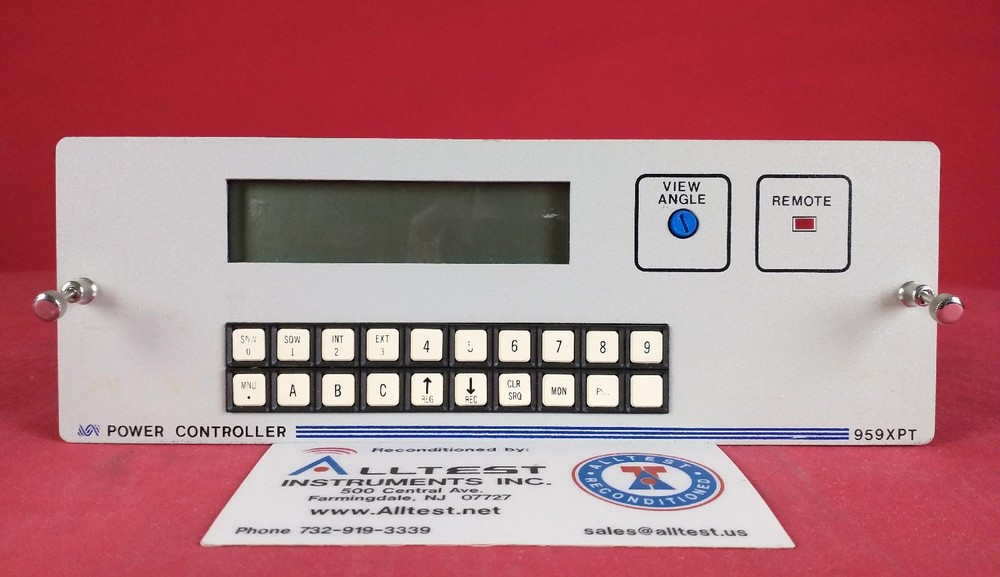 VIEW
ANGLE
REMOTE
SQW
1
INT
2
EXT
3
4
5
6
7
8
9
0
MNU
.
A
B
C
↑
REG
↓
REC
CLR
SRQ
MON
POWER CONTROLLER
959XPT
Reconditioned by:
ALLTEST
INSTRUMENTS INC.
500 Central Ave.
Farmingdale, NJ 07727
www.Alltest.net
Phone 732-919-3339
sales@alltest.us
ALLTEST
RECONDITIONED